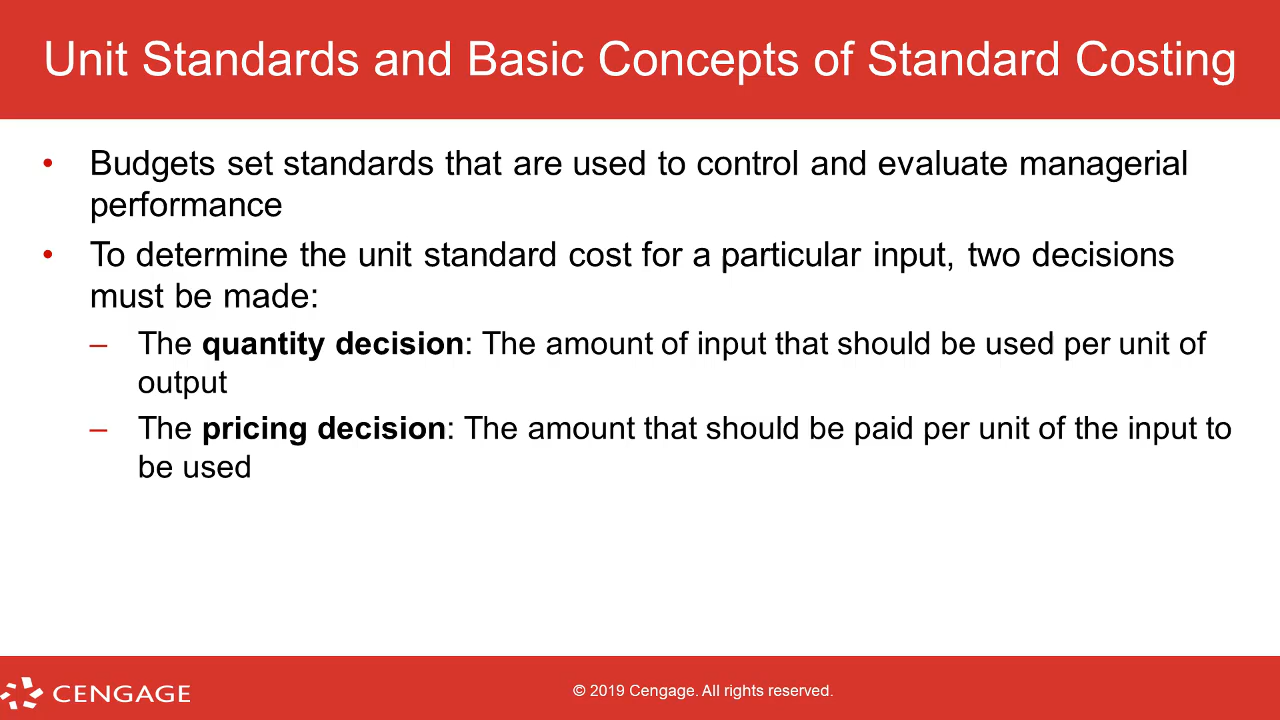 Unit Standards and Basic Concepts of Standard Costing
• Budgets set standards that are used to control and evaluate managerial
performance
• To determine the unit standard cost for a particular input, two decisions
must be made:
– The quantity decision: The amount of input that should be used per unit of
output
– The pricing decision: The amount that should be paid per unit of the input to
be used
CENGAGE
© 2019 Cengage. All rights reserved.